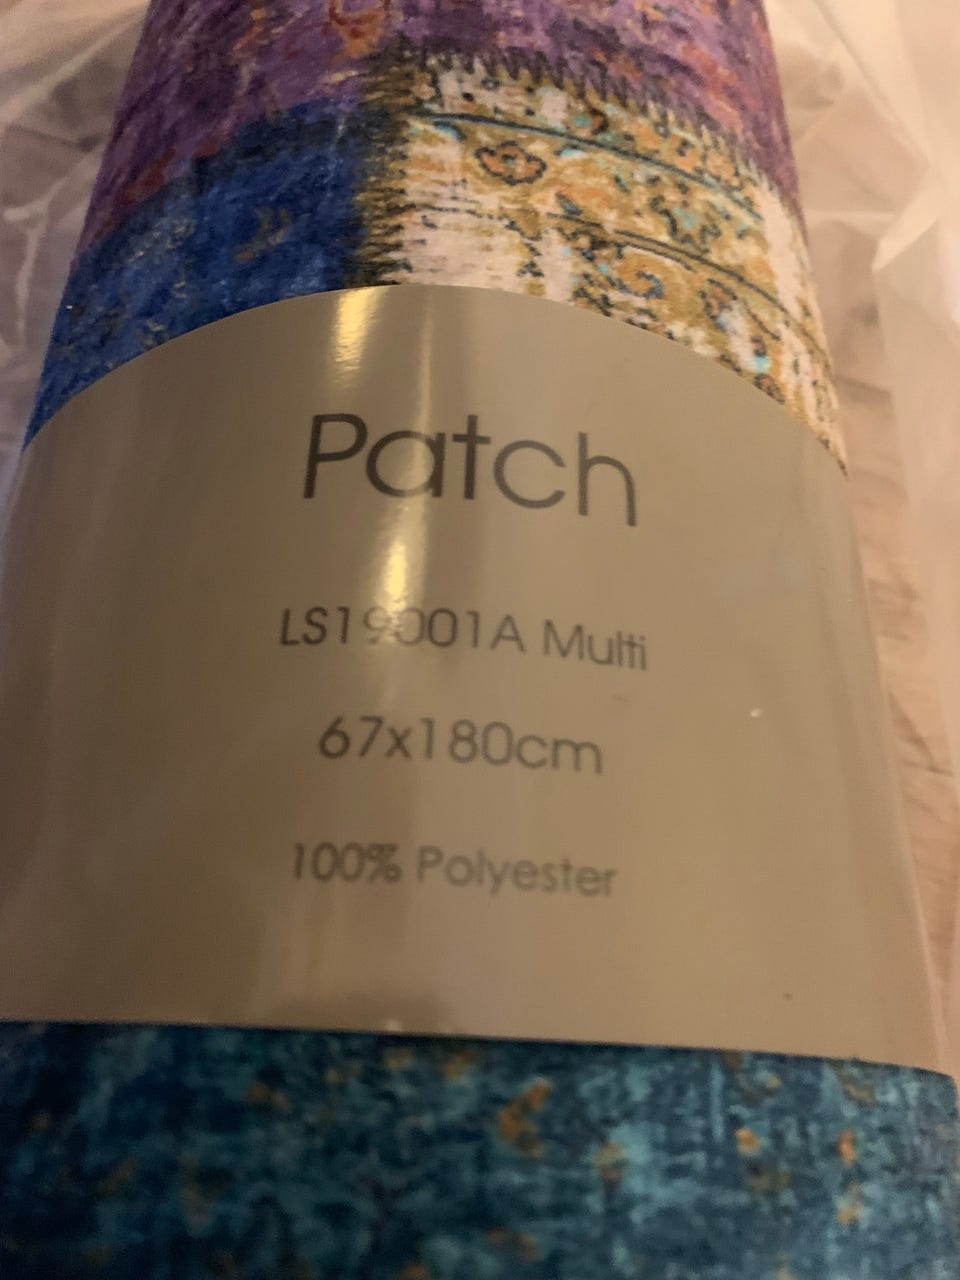 Patch
LS19001A Multi
67x180cm
100% Polyester